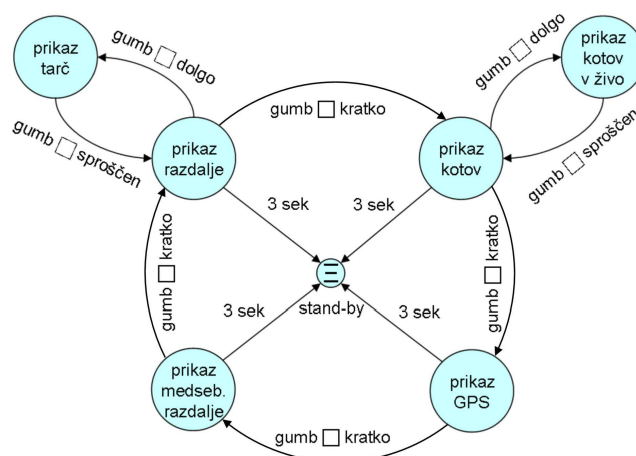 prikaz
tarč
gumb □ dolgo
gumb □ sproščen
prikaz
razdalje
gumb □ kratko
prikaz
kotov
gumb □ dolgo
prikaz
kotov
v živo
gumb □ sproščen
3 sek
3 sek
gumb □ kratko
gumb □ kratko
stand-by
3 sek
3 sek
prikaz
medseb.
razdalje
prikaz
GPS
gumb □ kratko